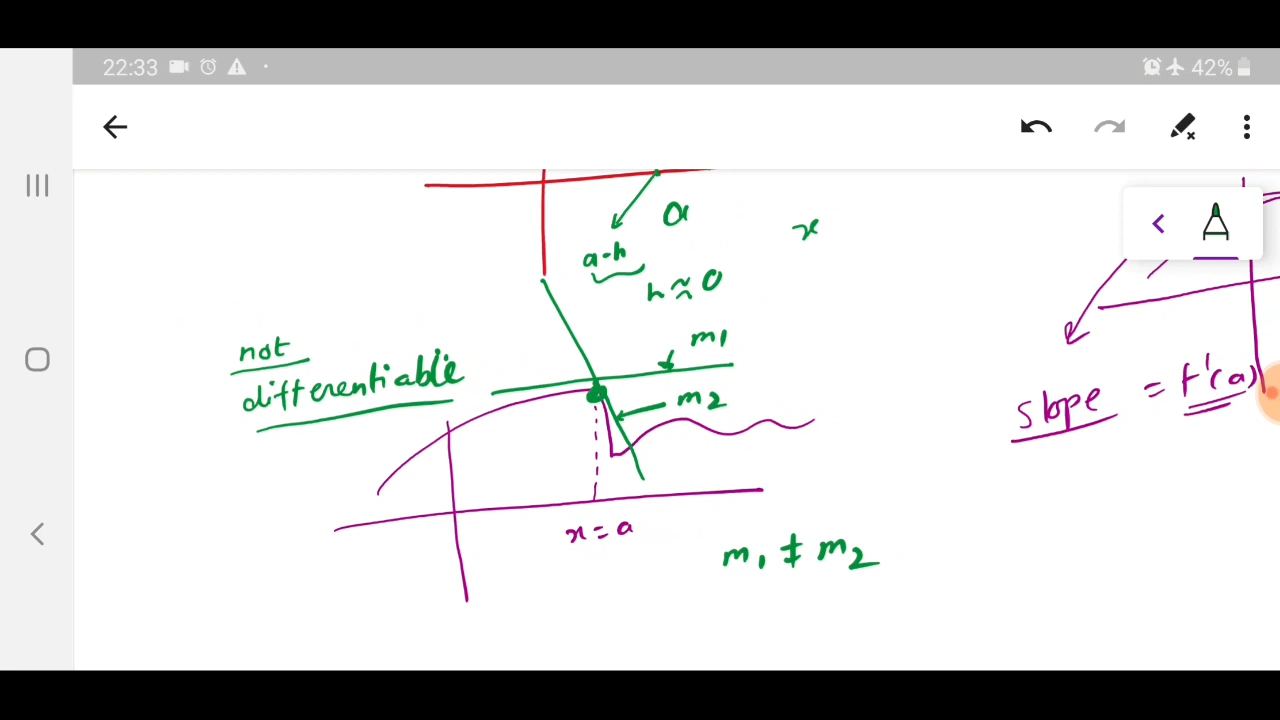 22:33
42%
a
x
a-h
h ≈ 0
not
differentiable
m1
m2
slope = f'(a)
x = a
m1 ≠ m2